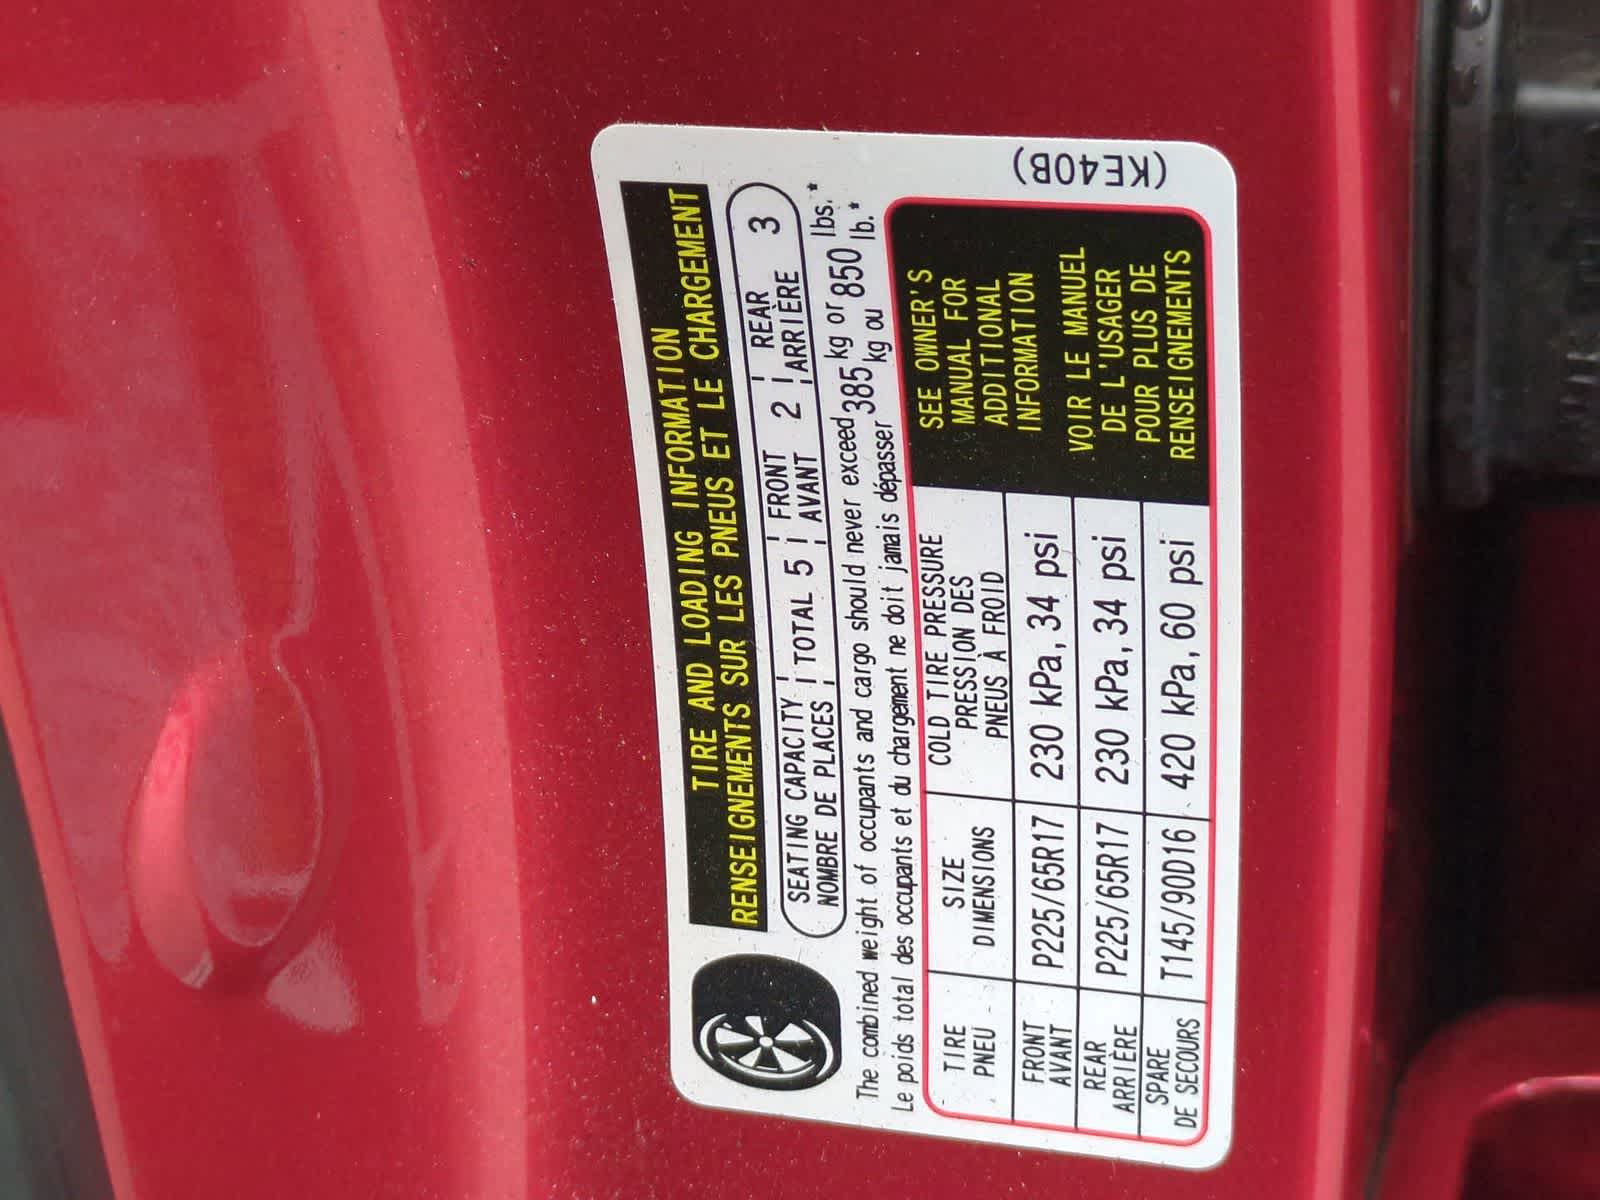 TIRE AND LOADING INFORMATION
RENSEIGNEMENTS SUR LES PNEUS ET LE CHARGEMENT
SEATING CAPACITY TOTAL 5 FRONT 2 REAR 3
NOMBRE DE PLACES AVANT ARRIÈRE
The combined weight of occupants and cargo should never exceed 385 kg or 850 lbs.*
Le poids total des occupants et du chargement ne doit jamais dépasser 385 kg ou 850 lb.*
TIRE
PNEU
SIZE
DIMENSIONS
COLD TIRE PRESSURE
PRESSION DES
PNEUS À FROID
FRONT
AVANT
P225/65R17
230 kPa, 34 psi
REAR
ARRIÈRE
P225/65R17
230 kPa, 34 psi
SPARE
DE SECOURS
T145/90D16
420 kPa, 60 psi
SEE OWNER'S
MANUAL FOR
ADDITIONAL
INFORMATION
VOIR LE MANUEL
DE L'USAGER
POUR PLUS DE
RENSEIGNEMENTS
(KE40B)